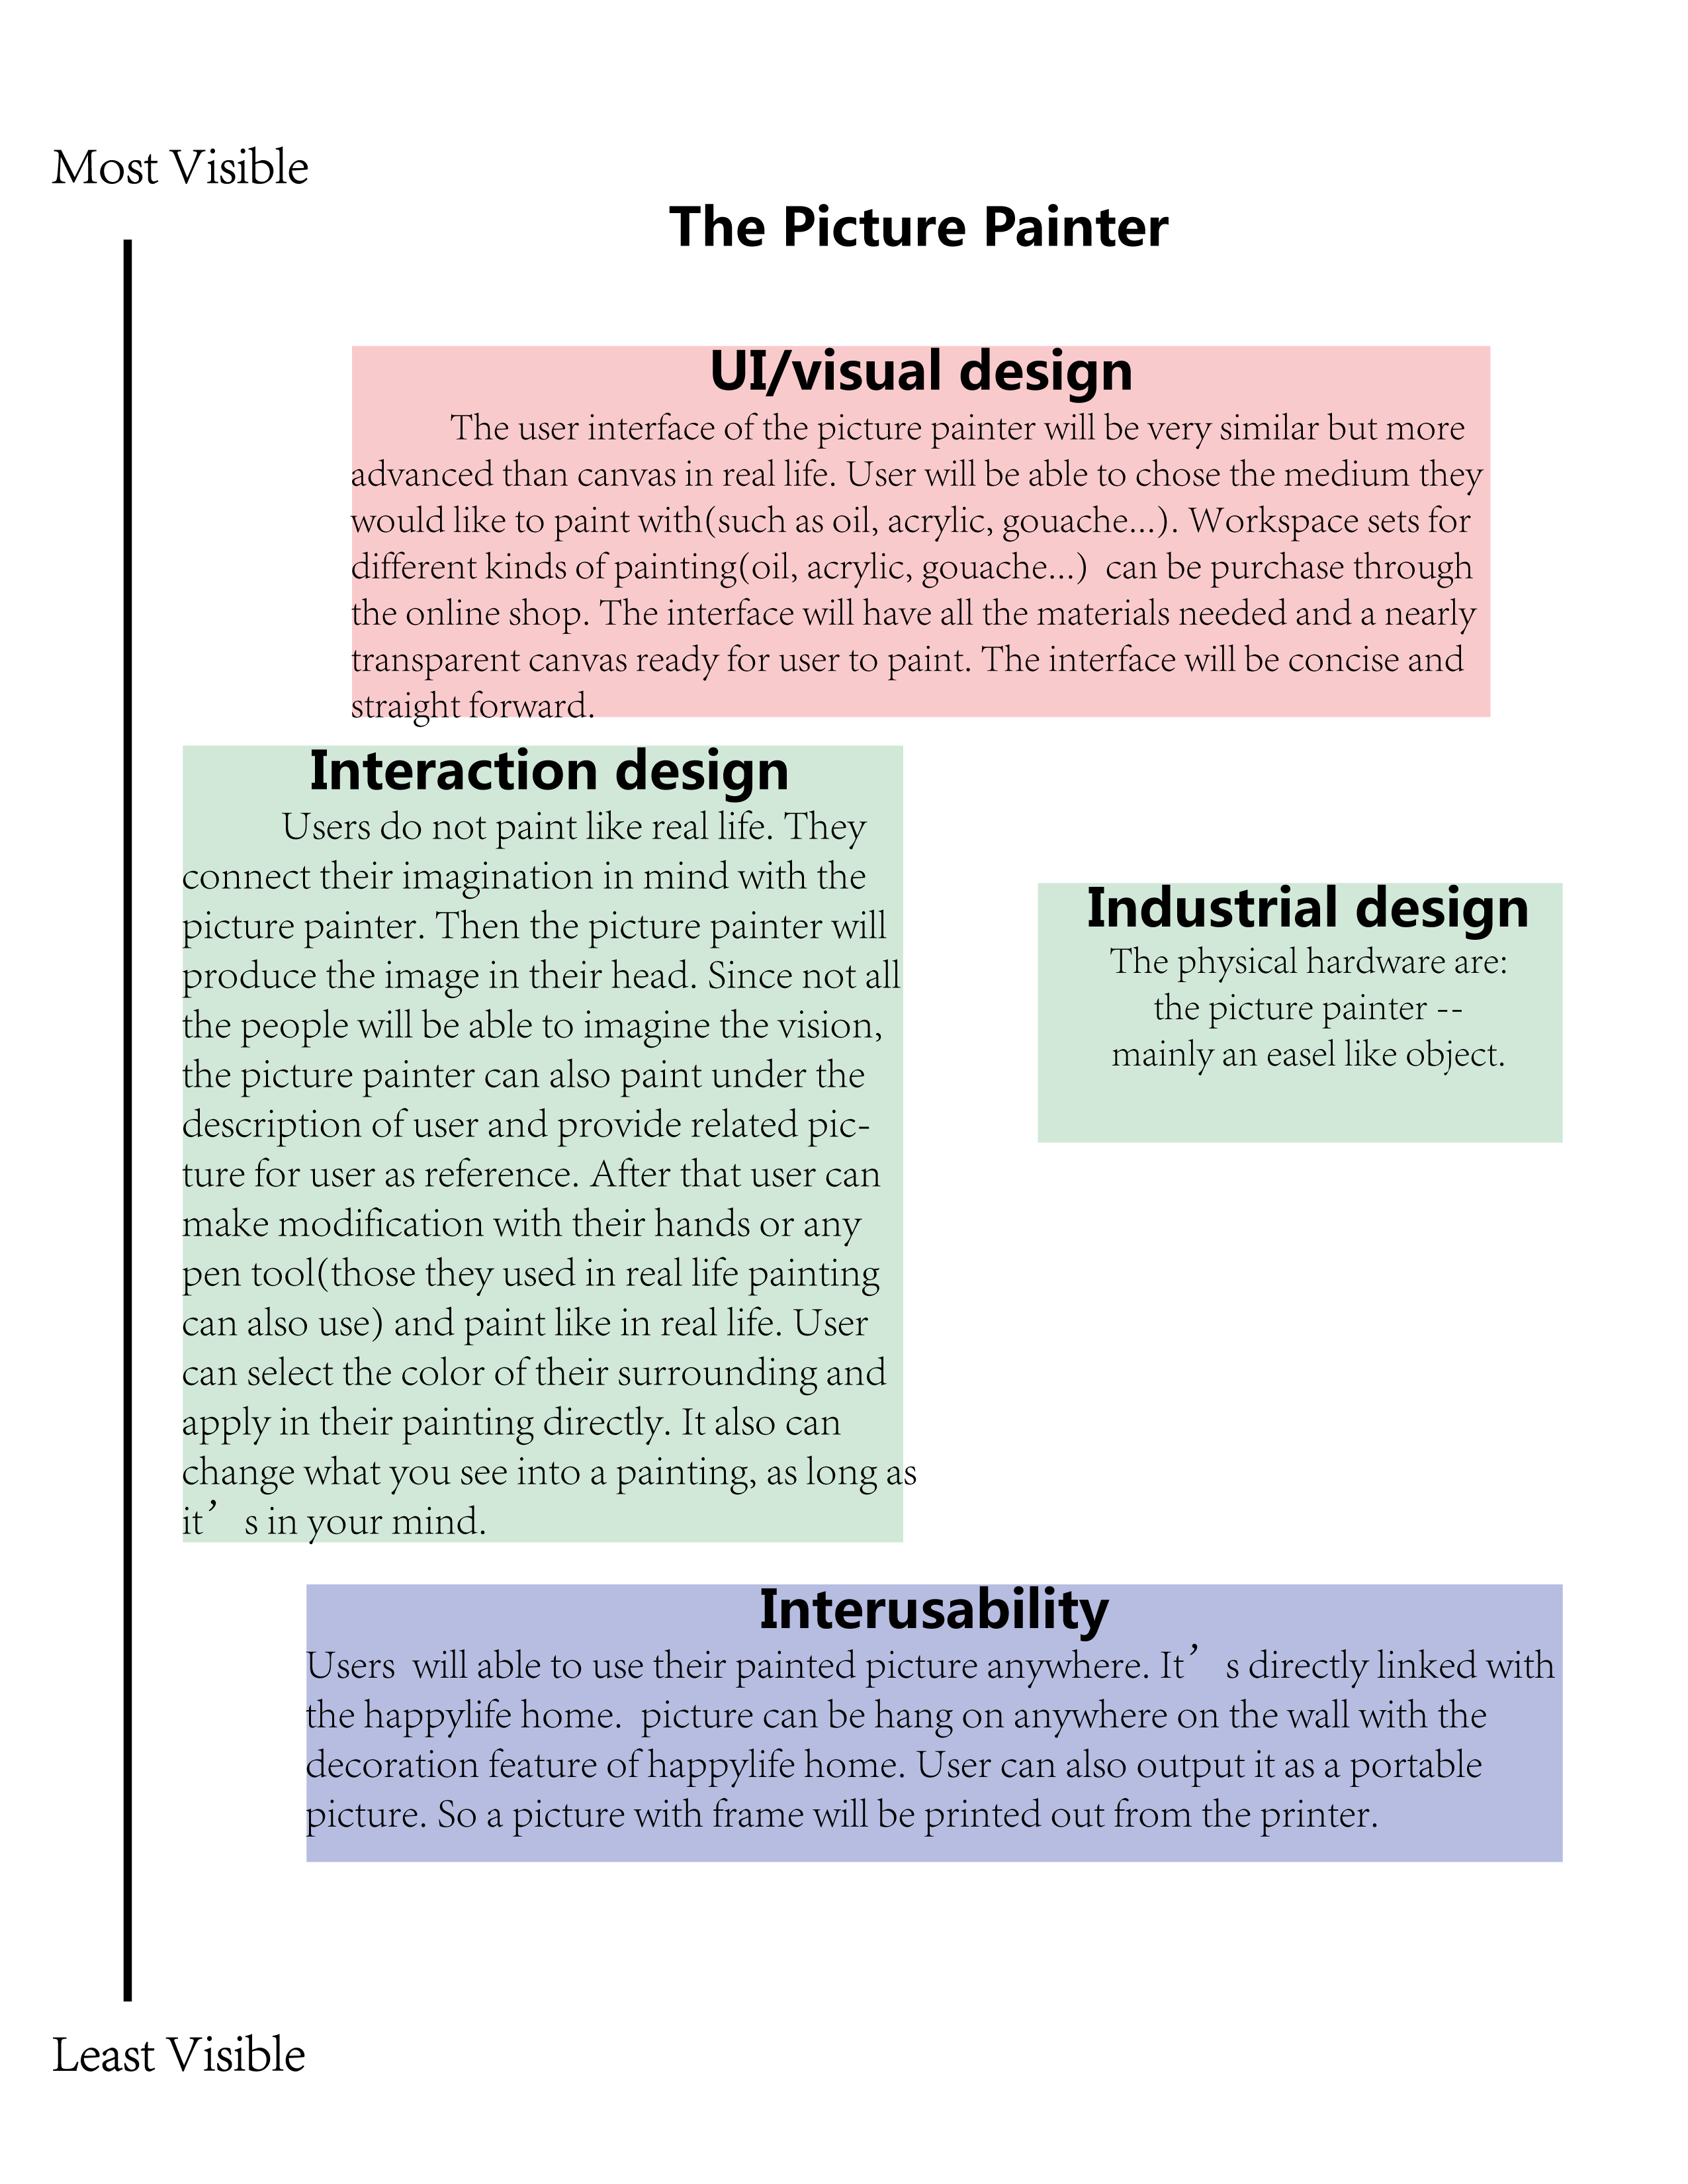 Most Visible
The Picture Painter
UI/visual design
The user interface of the picture painter will be very similar but more
advanced than canvas in real life. User will be able to chose the medium they
would like to paint with(such as oil, acrylic, gouache...). Workspace sets for
different kinds of painting(oil, acrylic, gouache...)  can be purchase through
the online shop. The interface will have all the materials needed and a nearly
transparent canvas ready for user to paint. The interface will be concise and
straight forward.
Interaction design
Users do not paint like real life. They
connect their imagination in mind with the
picture painter. Then the picture painter will
produce the image in their head. Since not all
the people will be able to imagine the vision,
the picture painter can also paint under the
description of user and provide related pic-
ture for user as reference. After that user can
make modification with their hands or any
pen tool(those they used in real life painting
can also use) and paint like in real life. User
can select the color of their surrounding and
apply in their painting directly. It also can
change what you see into a painting, as long as
it’s in your mind.
Industrial design
The physical hardware are:
the picture painter --
mainly an easel like object.
Interusability
Users  will able to use their painted picture anywhere. It’s directly linked with
the happylife home.  picture can be hang on anywhere on the wall with the
decoration feature of happylife home. User can also output it as a portable
picture. So a picture with frame will be printed out from the printer.
Least Visible